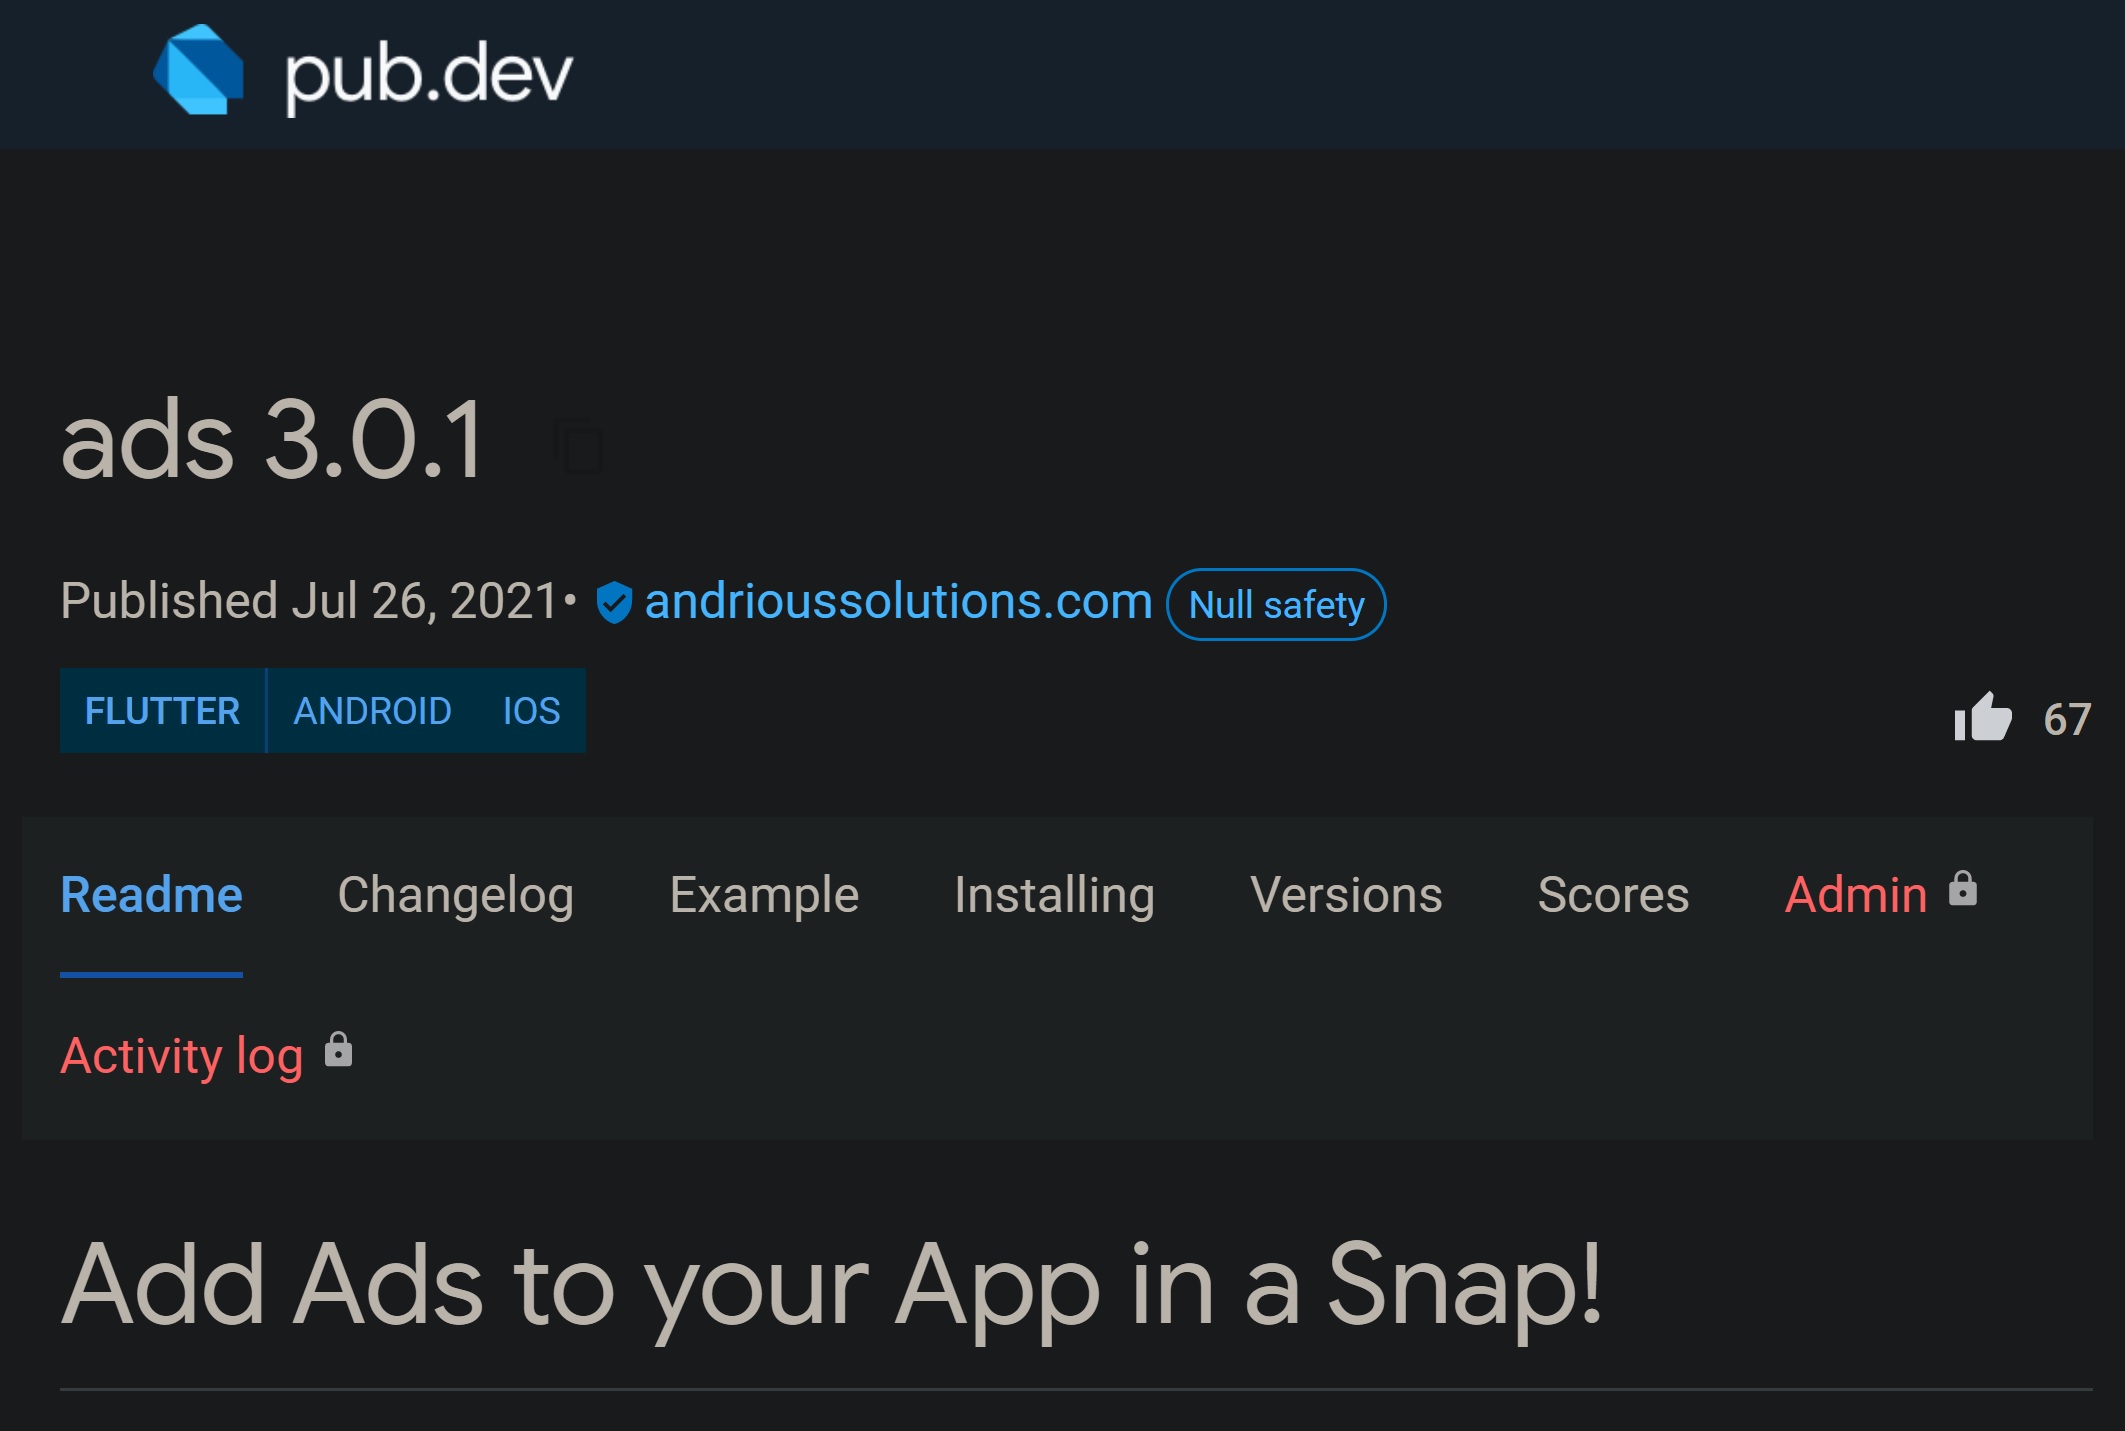 pub.dev
ads 3.0.1
Published Jul 26, 2021• andrioussolutions.com Null safety
FLUTTER ANDROID IOS 67
Readme Changelog Example Installing Versions Scores Admin
Activity log
Add Ads to your App in a Snap!